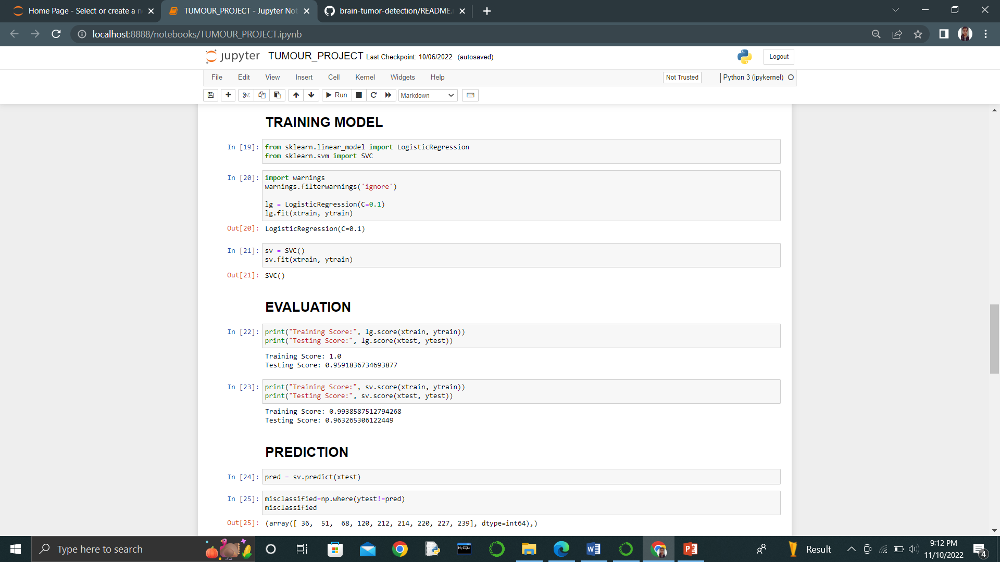 Home Page - Select or create a n
TUMOUR_PROJECT - Jupyter Not
brain-tumor-detection/README.r
localhost:8888/notebooks/TUMOUR_PROJECT.ipynb
jupyter TUMOUR_PROJECT Last Checkpoint: 10/06/2022 (autosaved)
Logout
File Edit View Insert Cell Kernel Widgets Help
Not Trusted
Python 3 (ipykernel)
Run
Markdown
TRAINING MODEL
In [19]: from sklearn.linear_model import LogisticRegression
from sklearn.svm import SVC
In [20]: import warnings
warnings.filterwarnings('ignore')
lg = LogisticRegression(C=0.1)
lg.fit(xtrain, ytrain)
Out[20]: LogisticRegression(C=0.1)
In [21]: sv = SVC()
sv.fit(xtrain, ytrain)
Out[21]: SVC()
EVALUATION
In [22]: print("Training Score:", lg.score(xtrain, ytrain))
print("Testing Score:", lg.score(xtest, ytest))
Training Score: 1.0
Testing Score: 0.9591836734693877
In [23]: print("Training Score:", sv.score(xtrain, ytrain))
print("Testing Score:", sv.score(xtest, ytest))
Training Score: 0.9938587512794268
Testing Score: 0.963265306122449
PREDICTION
In [24]: pred = sv.predict(xtest)
In [25]: misclassified=np.where(ytest!=pred)
misclassified
Out[25]: (array([ 36,  51,  68, 120, 212, 214, 220, 227, 239], dtype=int64),)
Type here to search
Result
9:12 PM
11/10/2022
4